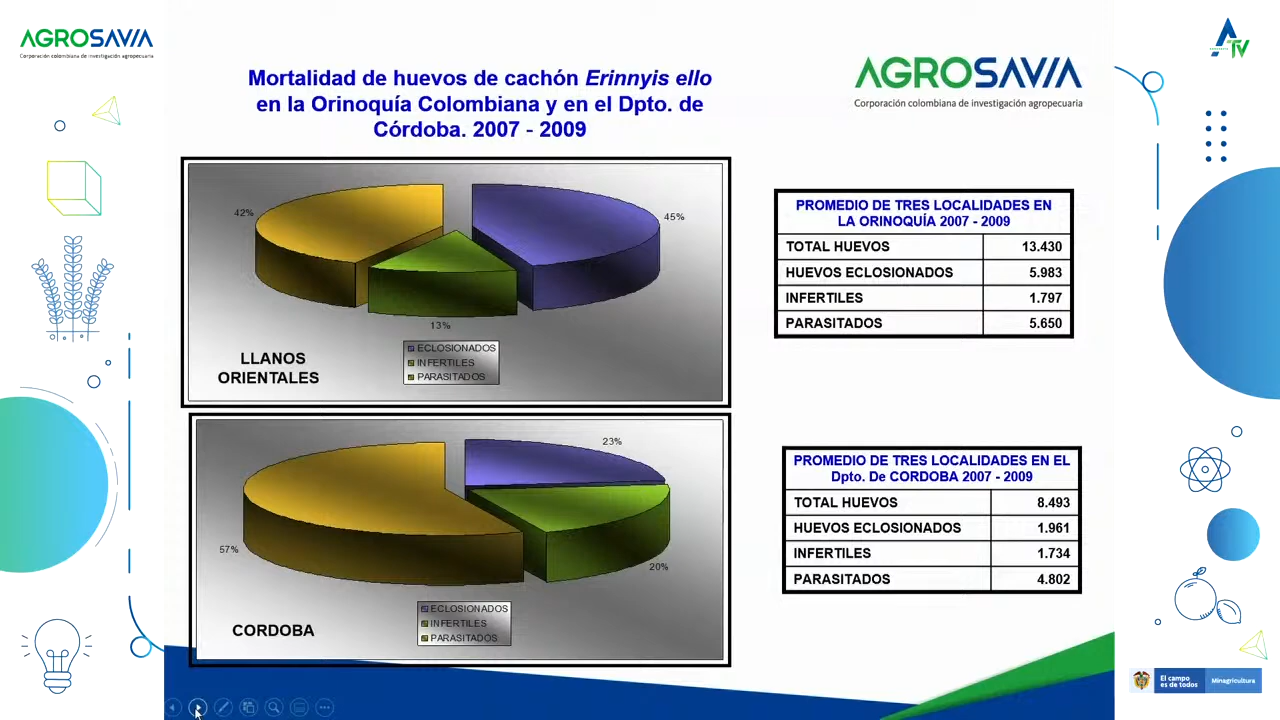 AGROSAVIA
Corporación colombiana de investigación agropecuaria
ATV
AGROSAVIA
Corporación colombiana de investigación agropecuaria
Mortalidad de huevos de cachón Erinnyis ello
en la Orinoquía Colombiana y en el Dpto. de
Córdoba. 2007 - 2009
42%
45%
13%
ECLOSIONADOS
INFERTILES
PARASITADOS
LLANOS
ORIENTALES
PROMEDIO DE TRES LOCALIDADES EN
LA ORINOQUÍA 2007 - 2009
TOTAL HUEVOS 13.430
HUEVOS ECLOSIONADOS 5.983
INFERTILES 1.797
PARASITADOS 5.650
23%
57%
20%
ECLOSIONADOS
INFERTILES
PARASITADOS
CORDOBA
PROMEDIO DE TRES LOCALIDADES EN EL
Dpto. De CORDOBA 2007 - 2009
TOTAL HUEVOS 8.493
HUEVOS ECLOSIONADOS 1.961
INFERTILES 1.734
PARASITADOS 4.802
El campo
es de todos
Minagricultura